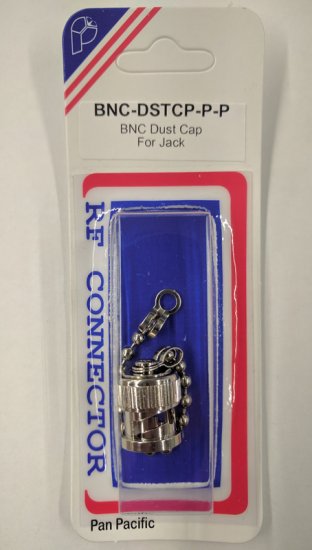 BNC-DSTCP-P-P
BNC Dust Cap
For Jack
RF CONNECTOR
Pan Pacific